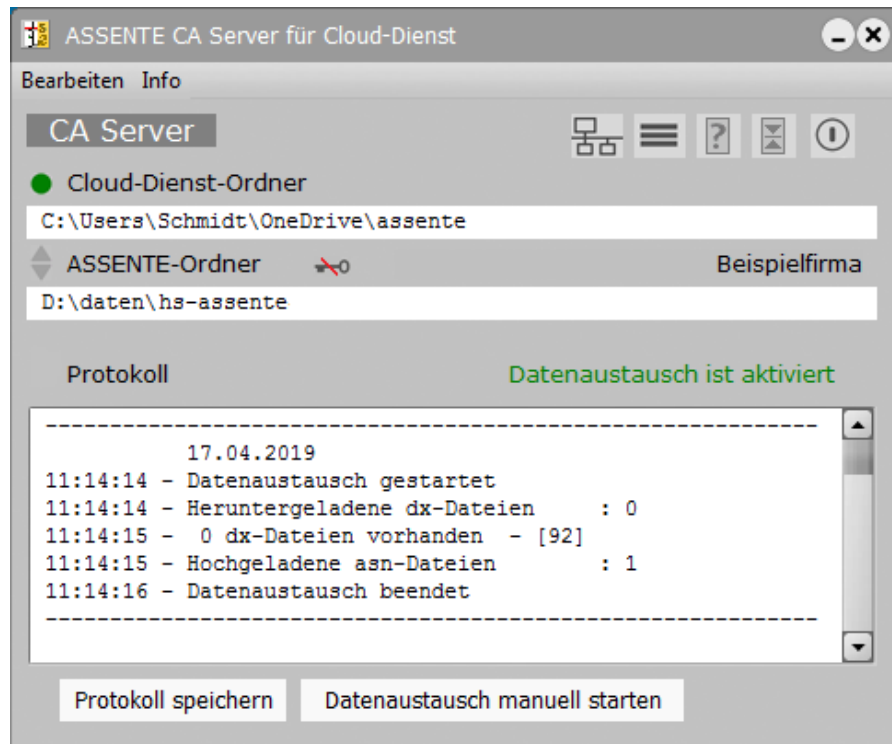 ASSENTE CA Server für Cloud-Dienst
Bearbeiten Info
CA Server
Cloud-Dienst-Ordner
C:\Users\Schmidt\OneDrive\assente
ASSENTE-Ordner Beispielfirma
D:\daten\hs-assente
Protokoll Datenaustausch ist aktiviert
------------------------------------------------------------
17.04.2019
11:14:14 - Datenaustausch gestartet
11:14:14 - Heruntergeladene dx-Dateien : 0
11:14:15 - 0 dx-Dateien vorhanden - [92]
11:14:15 - Hochgeladene asn-Dateien : 1
11:14:16 - Datenaustausch beendet
------------------------------------------------------------
Protokoll speichern Datenaustausch manuell starten